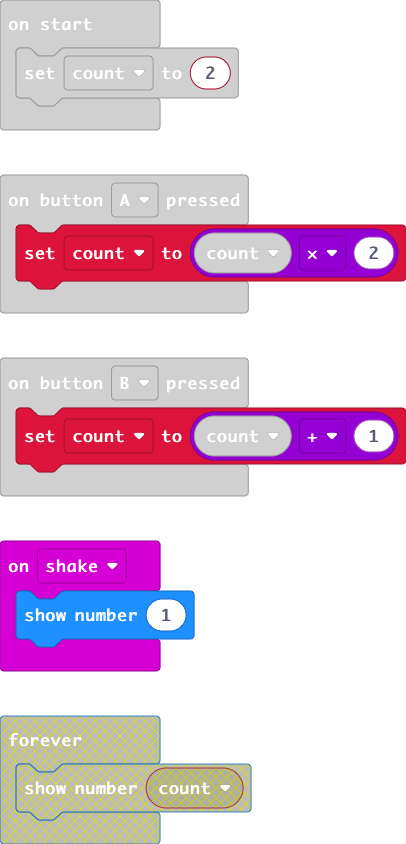 on start
set count to 2
on button A pressed
set count to count × 2
on button B pressed
set count to count + 1
on shake
show number 1
forever
show number count